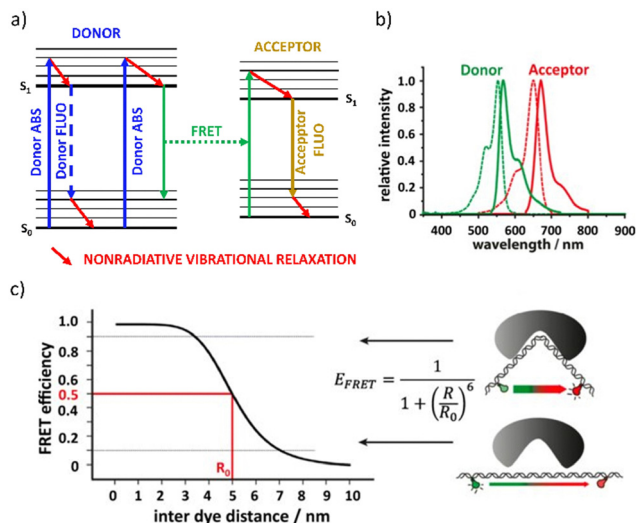 a)
DONOR
ACCEPTOR
S1
S1
Donor ABS
Donor FLUO
Donor ABS
FRET
Accepptor
FLUO
S0
S0
NONRADIATIVE VIBRATIONAL RELAXATION
b)
Donor Acceptor
relative intensity
1
0.8
0.6
0.4
0.2
0
400 500 600 700 800 900
wavelength / nm
c)
FRET efficiency
1.0
0.8
0.6
0.5
0.4
0.2
0
R0
0 1 2 3 4 5 6 7 8 9 10
inter dye distance / nm
E_FRET = 1 / (1 + (R/R0)^6)